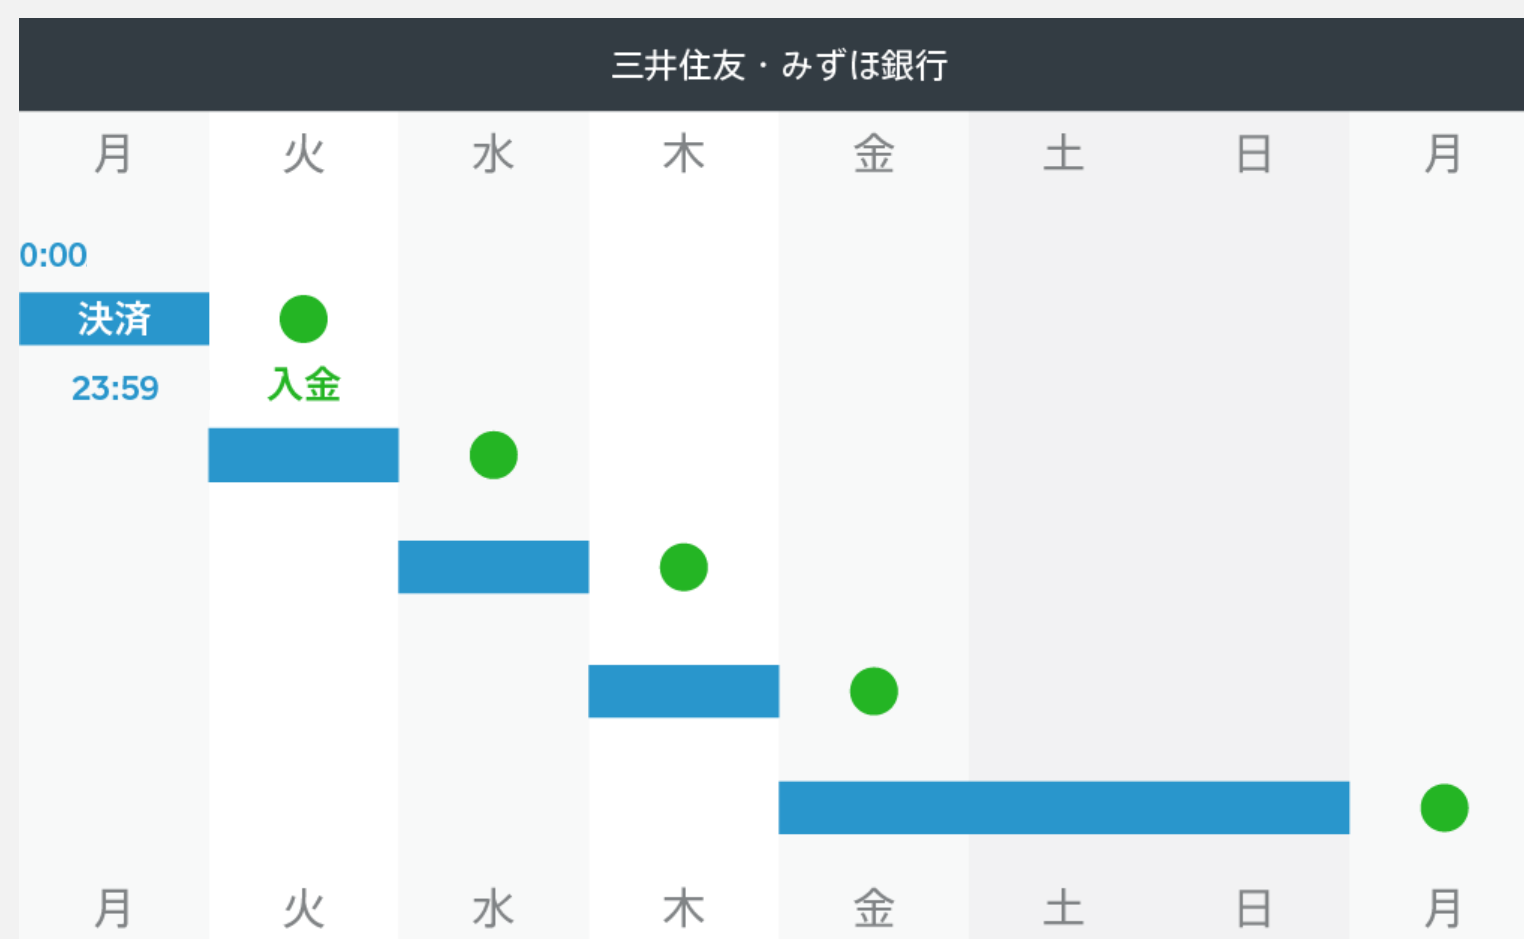 三井住友・みずほ銀行
月 火 水 木 金 土 日 月
0:00
決済
23:59 入金
月 火 水 木 金 土 日 月